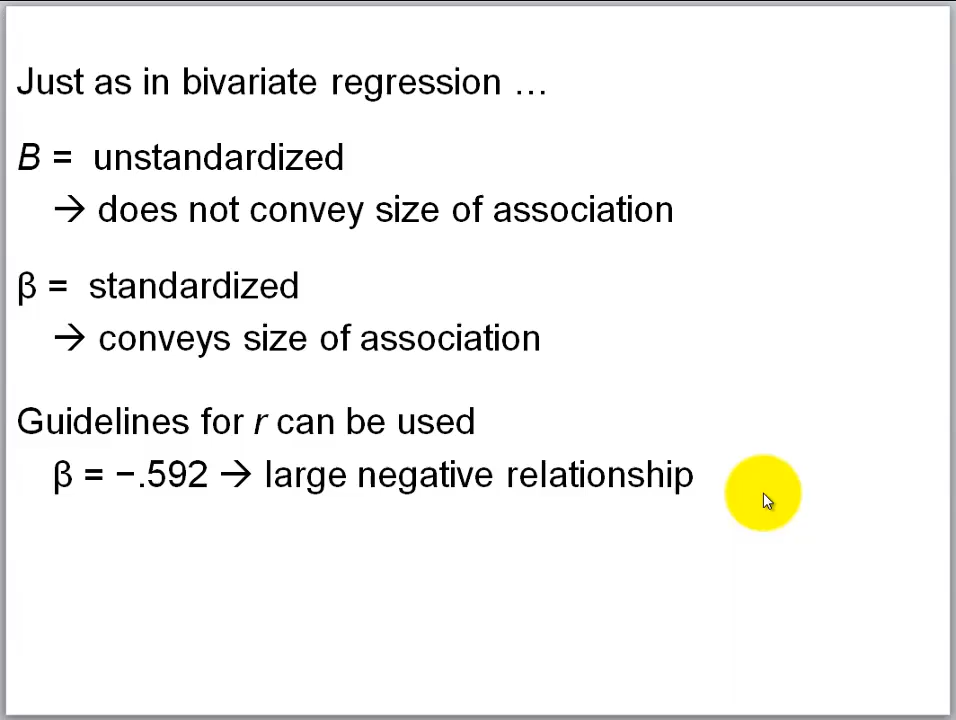 Just as in bivariate regression …
B = unstandardized
→ does not convey size of association
β = standardized
→ conveys size of association
Guidelines for r can be used
β = −.592 → large negative relationship